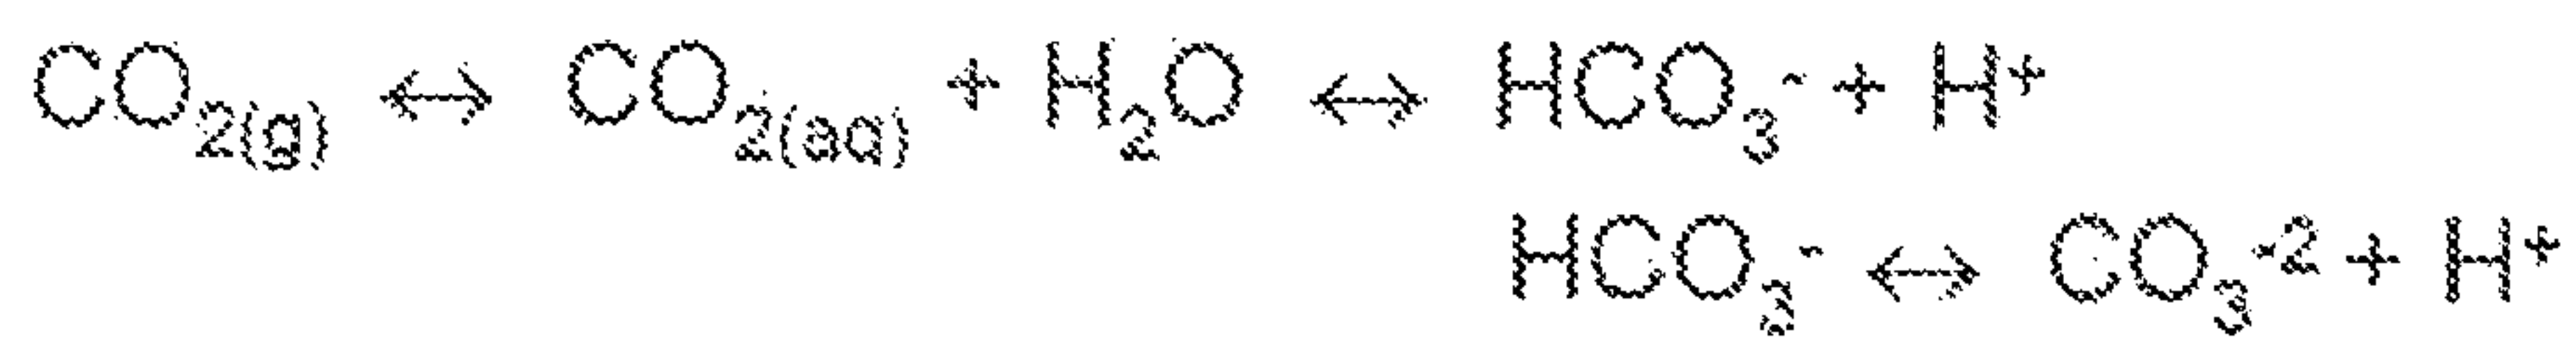 CO₂(g) ↔ CO₂(aq) + H₂O ↔ HCO₃⁻ + H⁺
HCO₃⁻ ↔ CO₃⁻² + H⁺